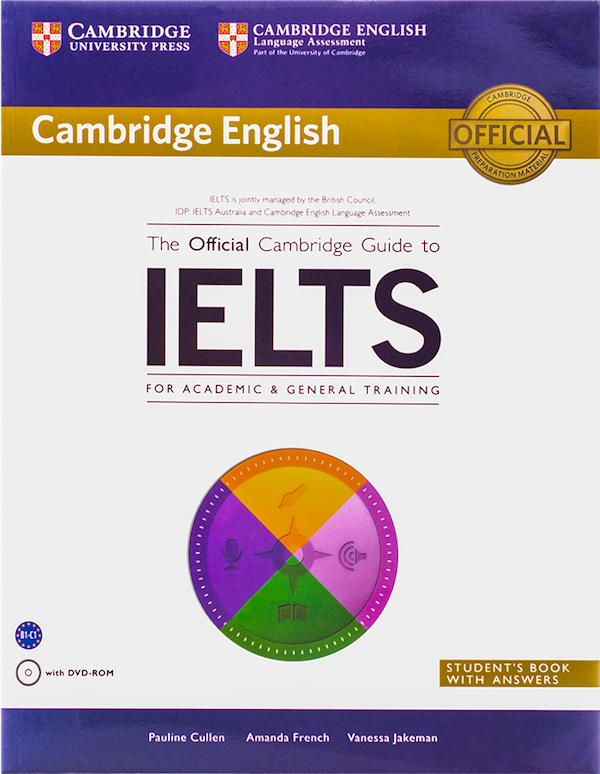 CAMBRIDGE
UNIVERSITY PRESS
CAMBRIDGE ENGLISH
Language Assessment
Part of the University of Cambridge
Cambridge English
CAMBRIDGE
OFFICIAL
PREPARATION MATERIAL
IELTS is jointly managed by the British Council,
IDP: IELTS Australia and Cambridge English Language Assessment
The Official Cambridge Guide to
IELTS
FOR ACADEMIC & GENERAL TRAINING
B1-C1
with DVD-ROM
STUDENT'S BOOK
WITH ANSWERS
Pauline Cullen Amanda French Vanessa Jakeman